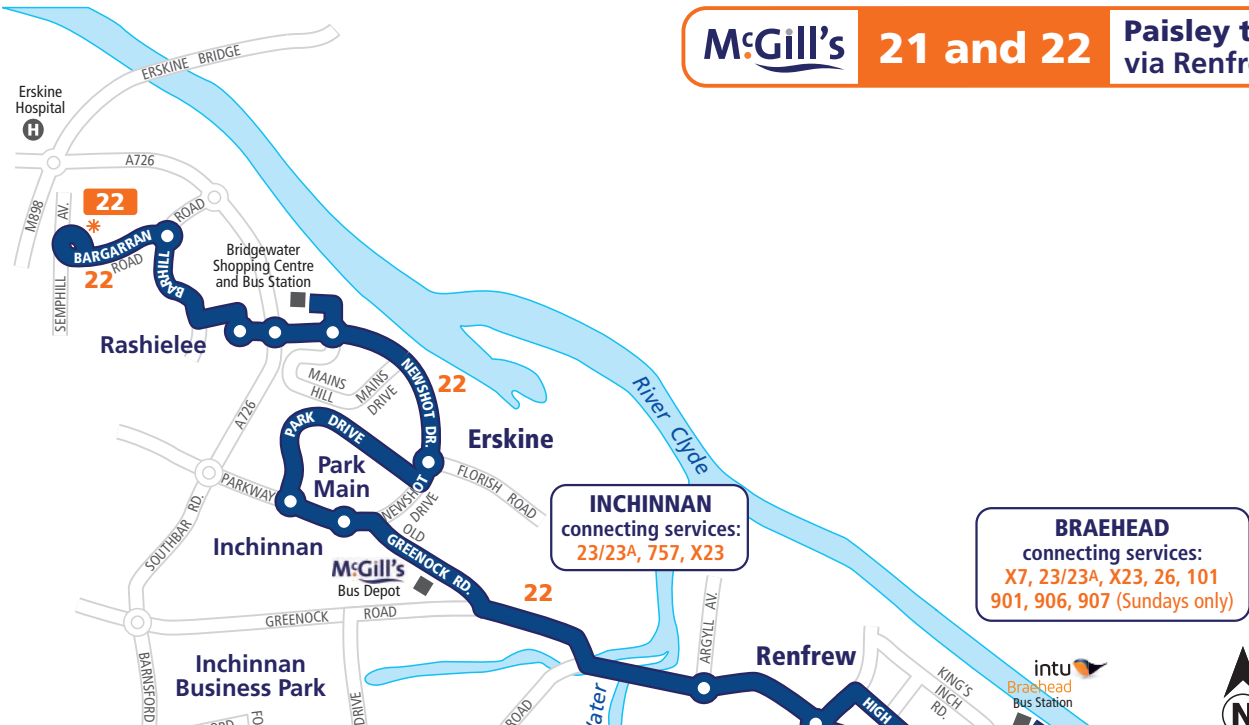 McGill's
21 and 22
Paisley t
via Renfr
ERSKINE BRIDGE
Erskine
Hospital
H
A726
M898
SEMPHILL AV.
22
*
BARGARRAN
ROAD
22
ROAD
BARHILL
Bridgewater
Shopping Centre
and Bus Station
Rashielee
MAINS
HILL
MAINS
DRIVE
NEWSHOT DR.
22
River Clyde
A726
PARK DRIVE
Erskine
Park
Main
PARKWAY
NEWSHOT
DRIVE
FLORISH ROAD
OLD
GREENOCK RD.
SOUTHBAR RD.
Inchinnan
McGill's
Bus Depot
INCHINNAN
connecting services:
23/23A, 757, X23
BRAEHEAD
connecting services:
X7, 23/23A, X23, 26, 101
901, 906, 907 (Sundays only)
22
GREENOCK ROAD
ARGYLL AV.
BARNSFORD
Inchinnan
Business Park
DRIVE
ROAD
Water
Renfrew
HIGH
KING'S
INCH
RD.
intu
Braehead
Bus Station
N